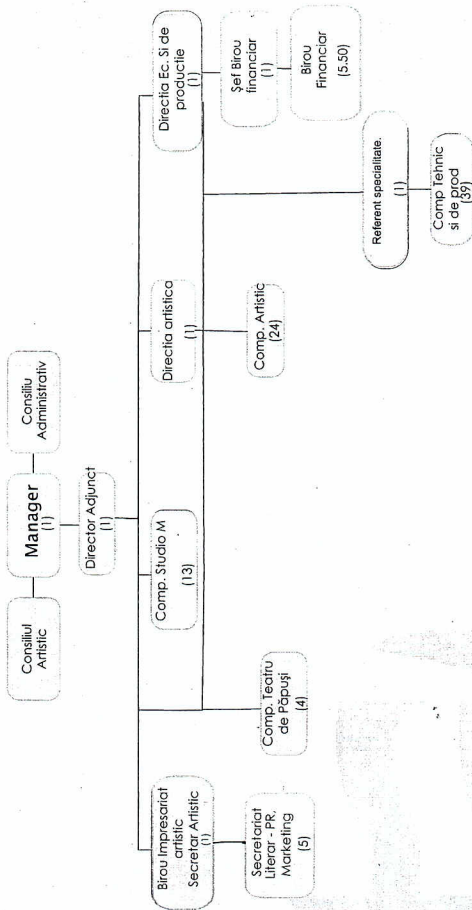 Consiliul
Artistic
Manager
(1)
Consiliu
Administrativ
Director Adjunct
(1)
Birou Impresariat
artistic
Secretar Artistic
(1)
Comp. Studio M
(13)
Directia artistica
(1)
Directia Ec. Si de
productie
(1)
Secretariat
Literar - PR,
Marketing
(5)
Comp. Teatru
de Păpuși
(4)
Comp. Artistic
(24)
Şef Birou
financiar
(1)
Birou
Financiar
(5.50)
Referent specialitate.
(1)
Comp Tehnic
si de prod
(39)